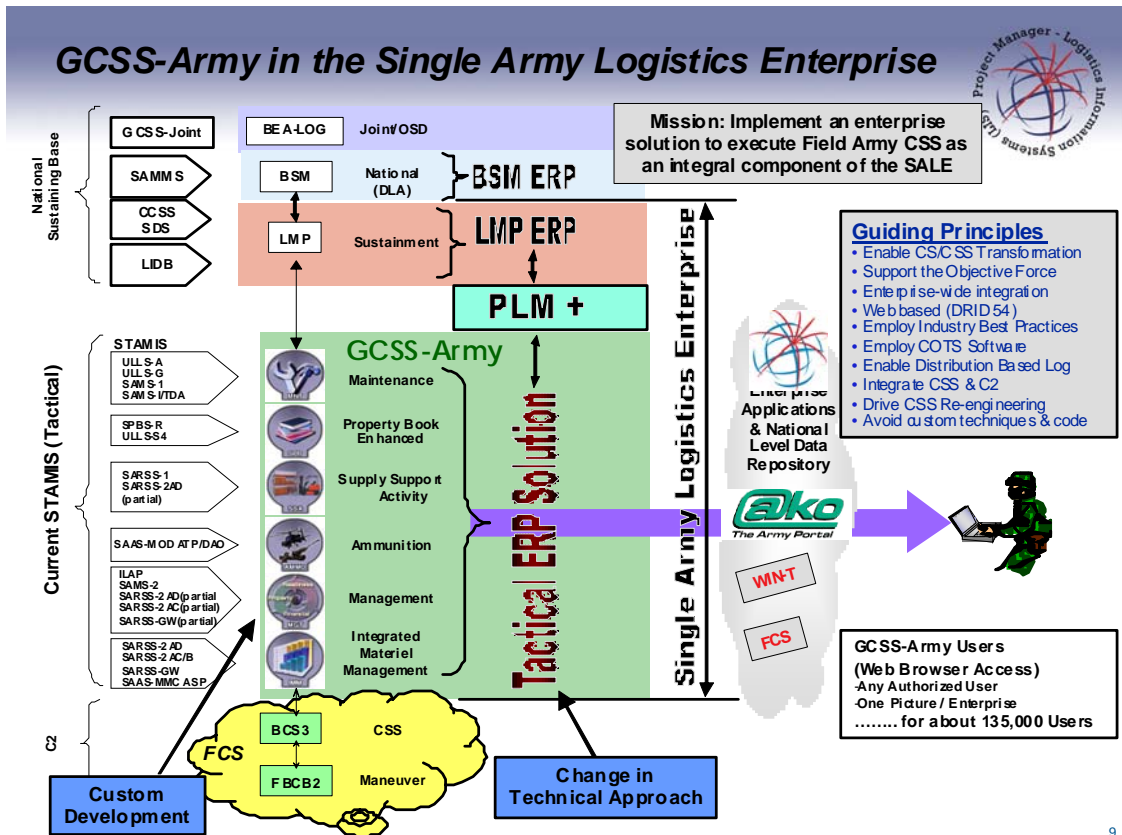 GCSS-Army in the Single Army Logistics Enterprise
Project Manager - Logistics Information Systems (LIS)
National
Sustaining Base
GCSS-Joint
SAMMS
CCSS
SDS
LIDB
BEA-LOG
Joint/OSD
BSM
National
(DLA)
BSM ERP
LMP
Sustainment
LMP ERP
PLM +
Mission: Implement an enterprise
solution to execute Field Army CSS as
an integral component of the SALE
Guiding Principles
• Enable CS/CSS Transformation
• Support the Objective Force
• Enterprise-wide integration
• Web based (DRID 54)
• Employ Industry Best Practices
• Employ COTS Software
• Enable Distribution Based Log
• Integrate CSS & C2
• Drive CSS Re-engineering
• Avoid custom techniques & code
Current STAMIS (Tactical)
STAMIS
ULLS-A
ULLS-G
SAMS-1
SAMS-I/TDA
SPBS-R
ULLS-S4
SARSS-1
SARSS-2AD
(partial)
SAAS-MOD ATP/DAO
ILAP
SAMS-2
SARSS-2AD(partial
SARSS-2AC(partial)
SARSS-GW(partial)
SARSS-2AD
SARSS-2AC/B
SARSS-GW
SAAS-MMC ASP
GCSS-Army
Maintenance
Property Book
Enhanced
Supply Support
Activity
Ammunition
Management
Integrated
Materiel
Management
Tactical ERP Solution
Single Army Logistics Enterprise
Enterprise
Applications
& National
Level Data
Repository
@ko
The Army Portal
WIN-T
FCS
GCSS-Army Users
(Web Browser Access)
-Any Authorized User
-One Picture / Enterprise
........ for about 135,000 Users
C2
FCS
BCS3
CSS
FBCB2
Maneuver
Custom
Development
Change in
Technical Approach
9